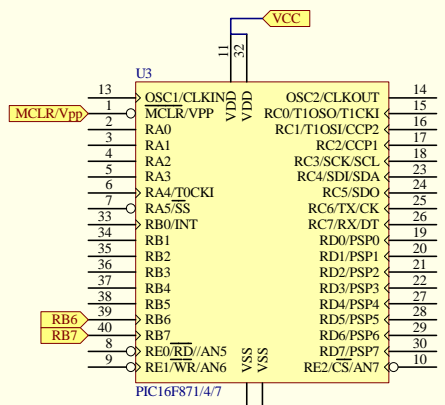 VCC
11
32
U3
13 OSC1/CLKIN VDD VDD OSC2/CLKOUT 14
MCLR/Vpp 1 MCLR/VPP RC0/T1OSO/T1CKI 15
2 RA0 RC1/T1OSI/CCP2 16
3 RA1 RC2/CCP1 17
4 RA2 RC3/SCK/SCL 18
5 RA3 RC4/SDI/SDA 23
6 RA4/T0CKI RC5/SDO 24
7 RA5/SS RC6/TX/CK 25
33 RB0/INT RC7/RX/DT 26
34 RB1 RD0/PSP0 19
35 RB2 RD1/PSP1 20
36 RB3 RD2/PSP2 21
37 RB4 RD3/PSP3 22
38 RB5 RD4/PSP4 27
RB6 39 RB6 RD5/PSP5 28
RB7 40 RB7 RD6/PSP6 29
8 RE0/RD//AN5 VSS VSS RD7/PSP7 30
9 RE1/WR/AN6 RE2/CS/AN7 10
PIC16F871/4/7